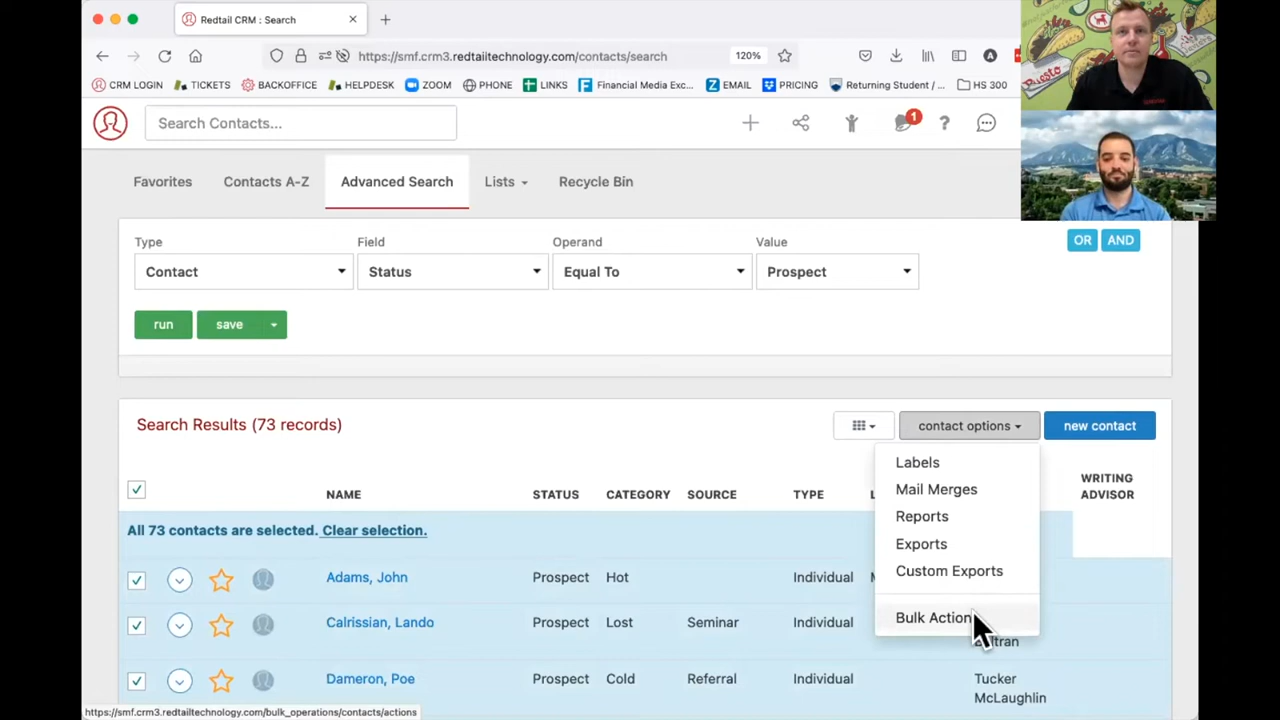 Redtail CRM : Search
https://smf.crm3.redtailtechnology.com/contacts/search
120%
CRM LOGIN TICKETS BACKOFFICE HELPDESK ZOOM PHONE LINKS Financial Media Exc... EMAIL PRICING Returning Student / ... HS 300
Search Contacts...
1
Favorites Contacts A-Z Advanced Search Lists Recycle Bin
Type Field Operand Value
OR AND
Contact Status Equal To Prospect
run save
Search Results (73 records)
contact options new contact
Labels
Mail Merges
Reports
Exports
Custom Exports
Bulk Action
NAME STATUS CATEGORY SOURCE TYPE
WRITING
ADVISOR
All 73 contacts are selected. Clear selection.
Adams, John Prospect Hot Individual
Calrissian, Lando Prospect Lost Seminar Individual
Dameron, Poe Prospect Cold Referral Individual Tucker
McLaughlin
https://smf.crm3.redtailtechnology.com/bulk_operations/contacts/actions